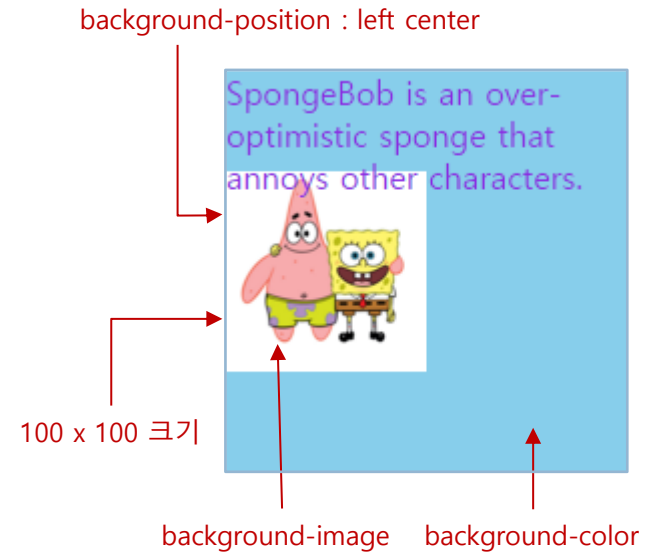 background-position : left center
SpongeBob is an over-
optimistic sponge that
annoys other characters.
100 x 100 크기
background-image
background-color